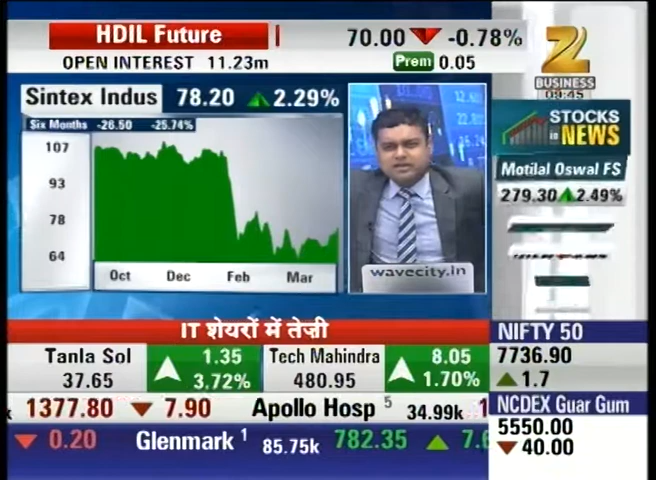 HDIL Future
70.00 -0.78%
OPEN INTEREST 11.23m
Prem 0.05
Z
BUSINESS
09:45
Sintex Indus 78.20 2.29%
Six Months -26.50 -25.74%
107
93
78
64
Oct Dec Feb Mar
wavecity.in
STOCKS
in NEWS
Motilal Oswal FS
279.30 2.49%
IT शेयरों में तेज़ी
Tanla Sol 1.35
37.65 3.72%
Tech Mahindra 8.05
480.95 1.70%
NIFTY 50
7736.90
1.7
k 1377.80 7.90 Apollo Hosp 5 34.99k 1
0.20 Glenmark 1 85.75k 782.35 7.6
NCDEX Guar Gum
5550.00
40.00